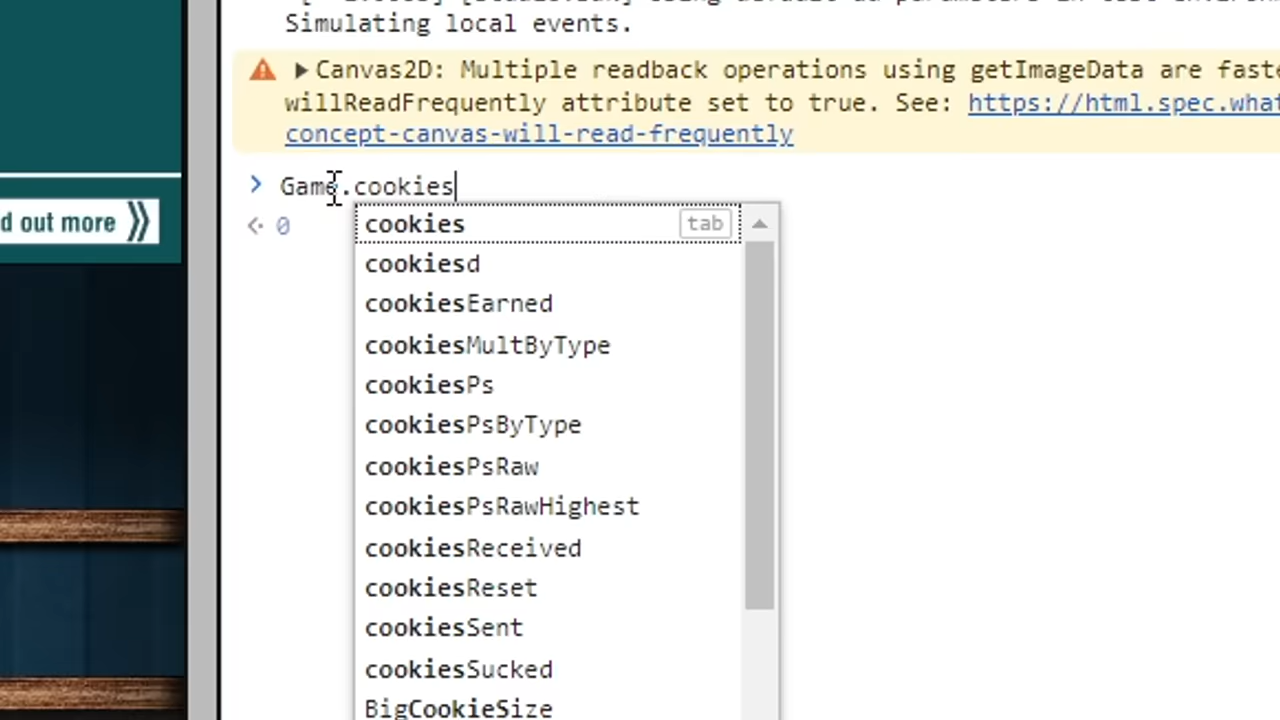 Simulating local events.
Canvas2D: Multiple readback operations using getImageData are faste
willReadFrequently attribute set to true. See: https://html.spec.what
concept-canvas-will-read-frequently
> Game.cookies
0
d out more
cookies tab
cookiesd
cookiesEarned
cookiesMultByType
cookiesPs
cookiesPsByType
cookiesPsRaw
cookiesPsRawHighest
cookiesReceived
cookiesReset
cookiesSent
cookiesSucked
BigCookieSize